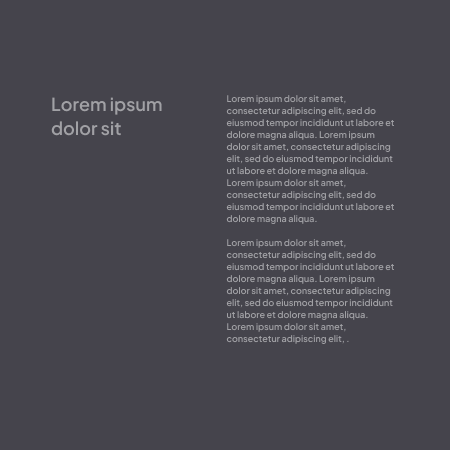 Lorem ipsum
dolor sit
Lorem ipsum dolor sit amet,
consectetur adipiscing elit, sed do
eiusmod tempor incididunt ut labore et
dolore magna aliqua. Lorem ipsum
dolor sit amet, consectetur adipiscing
elit, sed do eiusmod tempor incididunt
ut labore et dolore magna aliqua.
Lorem ipsum dolor sit amet,
consectetur adipiscing elit, sed do
eiusmod tempor incididunt ut labore et
dolore magna aliqua.
Lorem ipsum dolor sit amet,
consectetur adipiscing elit, sed do
eiusmod tempor incididunt ut labore et
dolore magna aliqua. Lorem ipsum
dolor sit amet, consectetur adipiscing
elit, sed do eiusmod tempor incididunt
ut labore et dolore magna aliqua.
Lorem ipsum dolor sit amet,
consectetur adipiscing elit, .